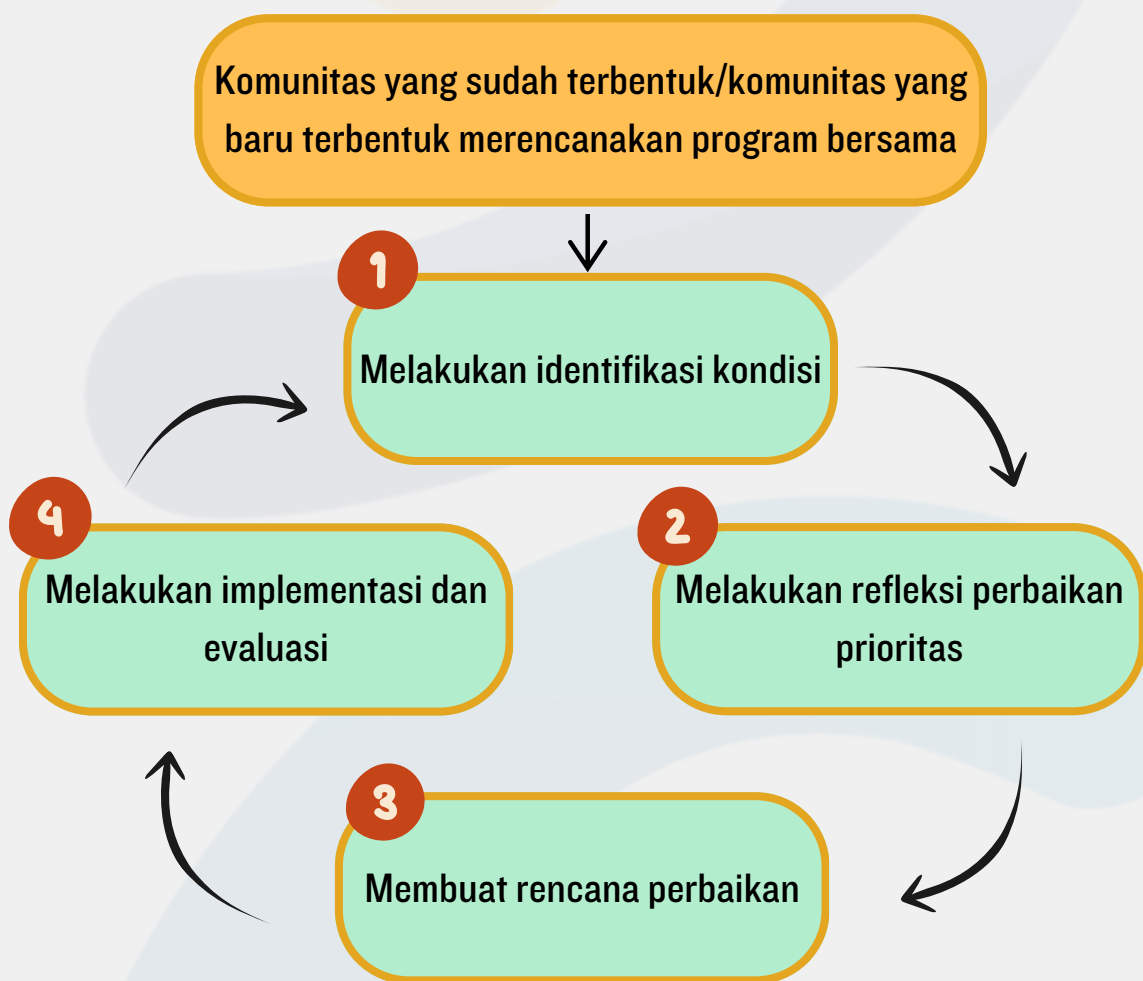 Komunitas yang sudah terbentuk/komunitas yang
baru terbentuk merencanakan program bersama
1
Melakukan identifikasi kondisi
2
Melakukan refleksi perbaikan
prioritas
3
Membuat rencana perbaikan
4
Melakukan implementasi dan
evaluasi